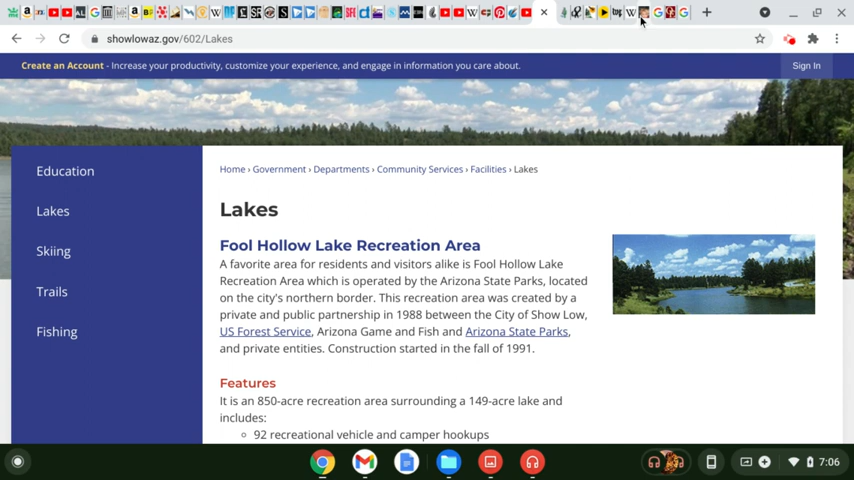 showlowaz.gov/602/Lakes
Create an Account - Increase your productivity, customize your experience, and engage in information you care about.
Sign In
Education
Lakes
Skiing
Trails
Fishing
Home › Government › Departments › Community Services › Facilities › Lakes
Lakes
Fool Hollow Lake Recreation Area
A favorite area for residents and visitors alike is Fool Hollow Lake
Recreation Area which is operated by the Arizona State Parks, located
on the city's northern border. This recreation area was created by a
private and public partnership in 1988 between the City of Show Low,
US Forest Service, Arizona Game and Fish and Arizona State Parks,
and private entities. Construction started in the fall of 1991.
Features
It is an 850-acre recreation area surrounding a 149-acre lake and
includes:
92 recreational vehicle and camper hookups
7:06